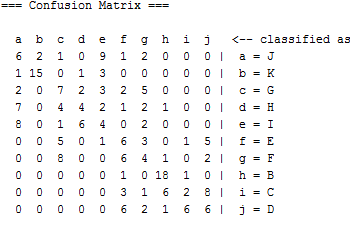 === Confusion Matrix ===
a b c d e f g h i j <-- classified as
6 2 1 0 9 1 2 0 0 0 | a = J
1 15 0 1 3 0 0 0 0 0 | b = K
2 0 7 2 3 2 5 0 0 0 | c = G
7 0 4 4 2 1 2 1 0 0 | d = H
8 0 1 6 4 0 2 0 0 0 | e = I
0 0 5 0 1 6 3 0 1 5 | f = E
0 0 8 0 0 6 4 1 0 2 | g = F
0 0 0 0 0 1 0 18 1 0 | h = B
0 0 0 0 0 3 1 6 2 8 | i = C
0 0 0 0 0 6 2 1 6 6 | j = D